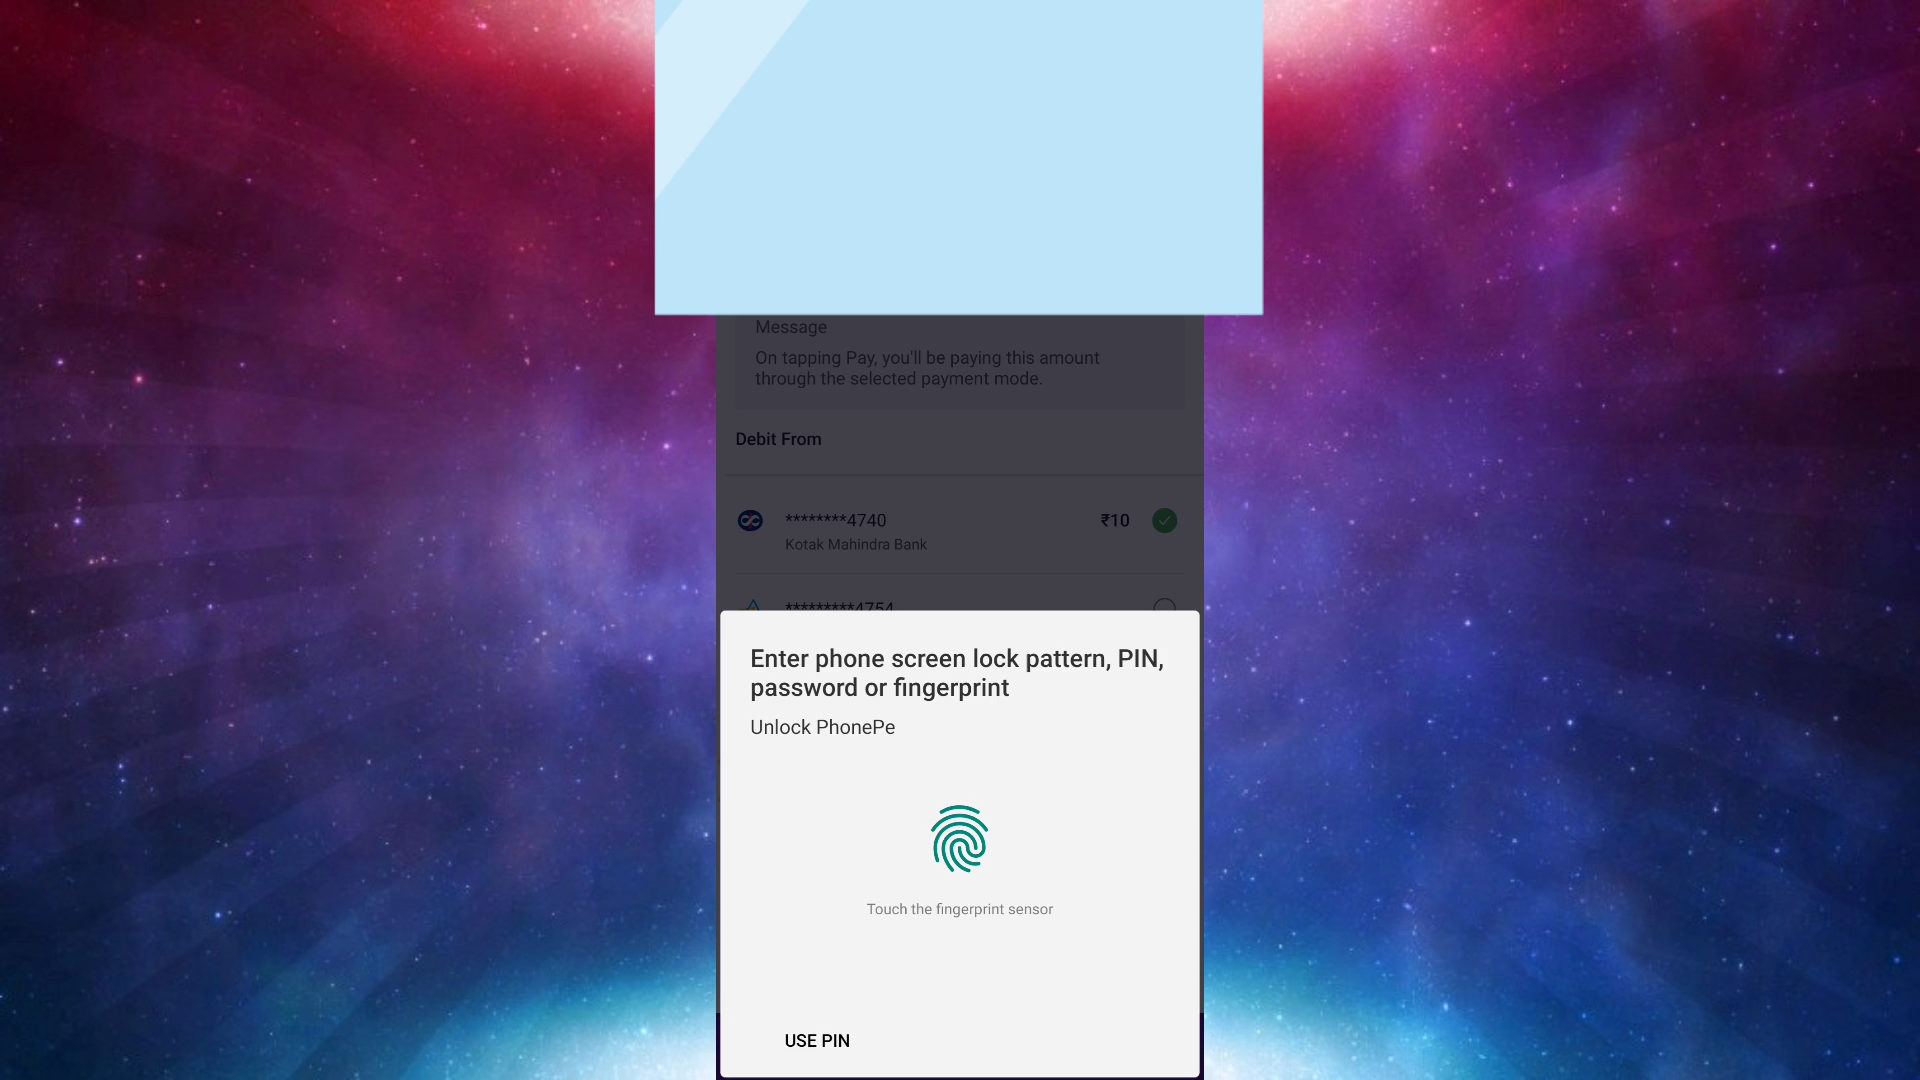 Message
On tapping Pay, you'll be paying this amount
through the selected payment mode.
Debit From
********4740
₹10
Kotak Mahindra Bank
*********4754
Enter phone screen lock pattern, PIN,
password or fingerprint
Unlock PhonePe
Touch the fingerprint sensor
USE PIN